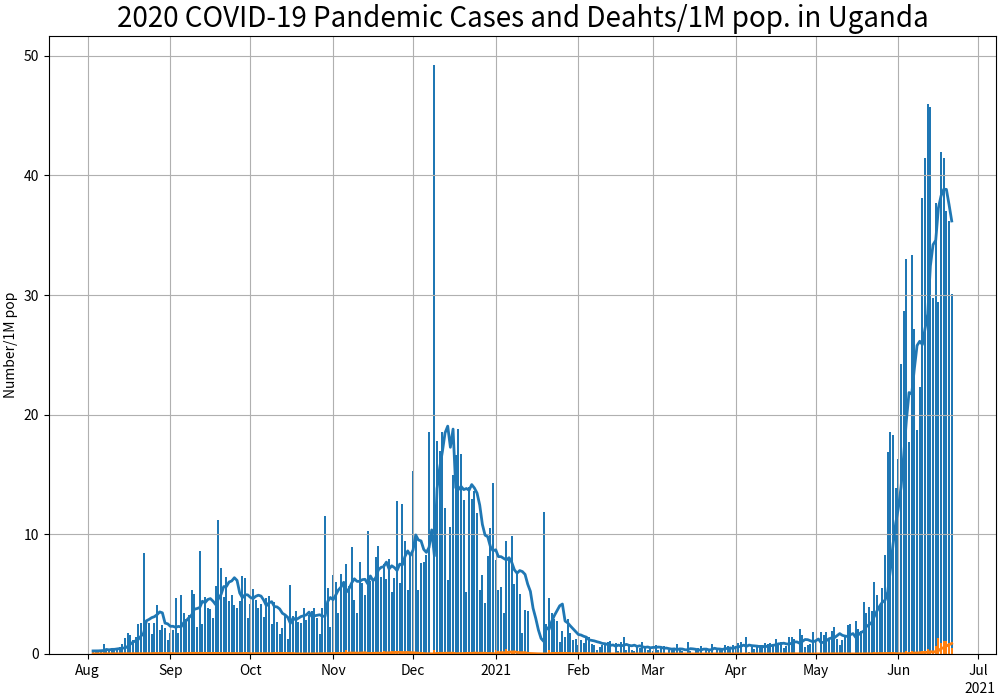 2020 COVID-19 Pandemic Cases and Deahts/1M pop. in Uganda
Number/1M pop
50
40
30
20
10
0
Aug Sep Oct Nov Dec 2021 Feb Mar Apr May Jun Jul
2021